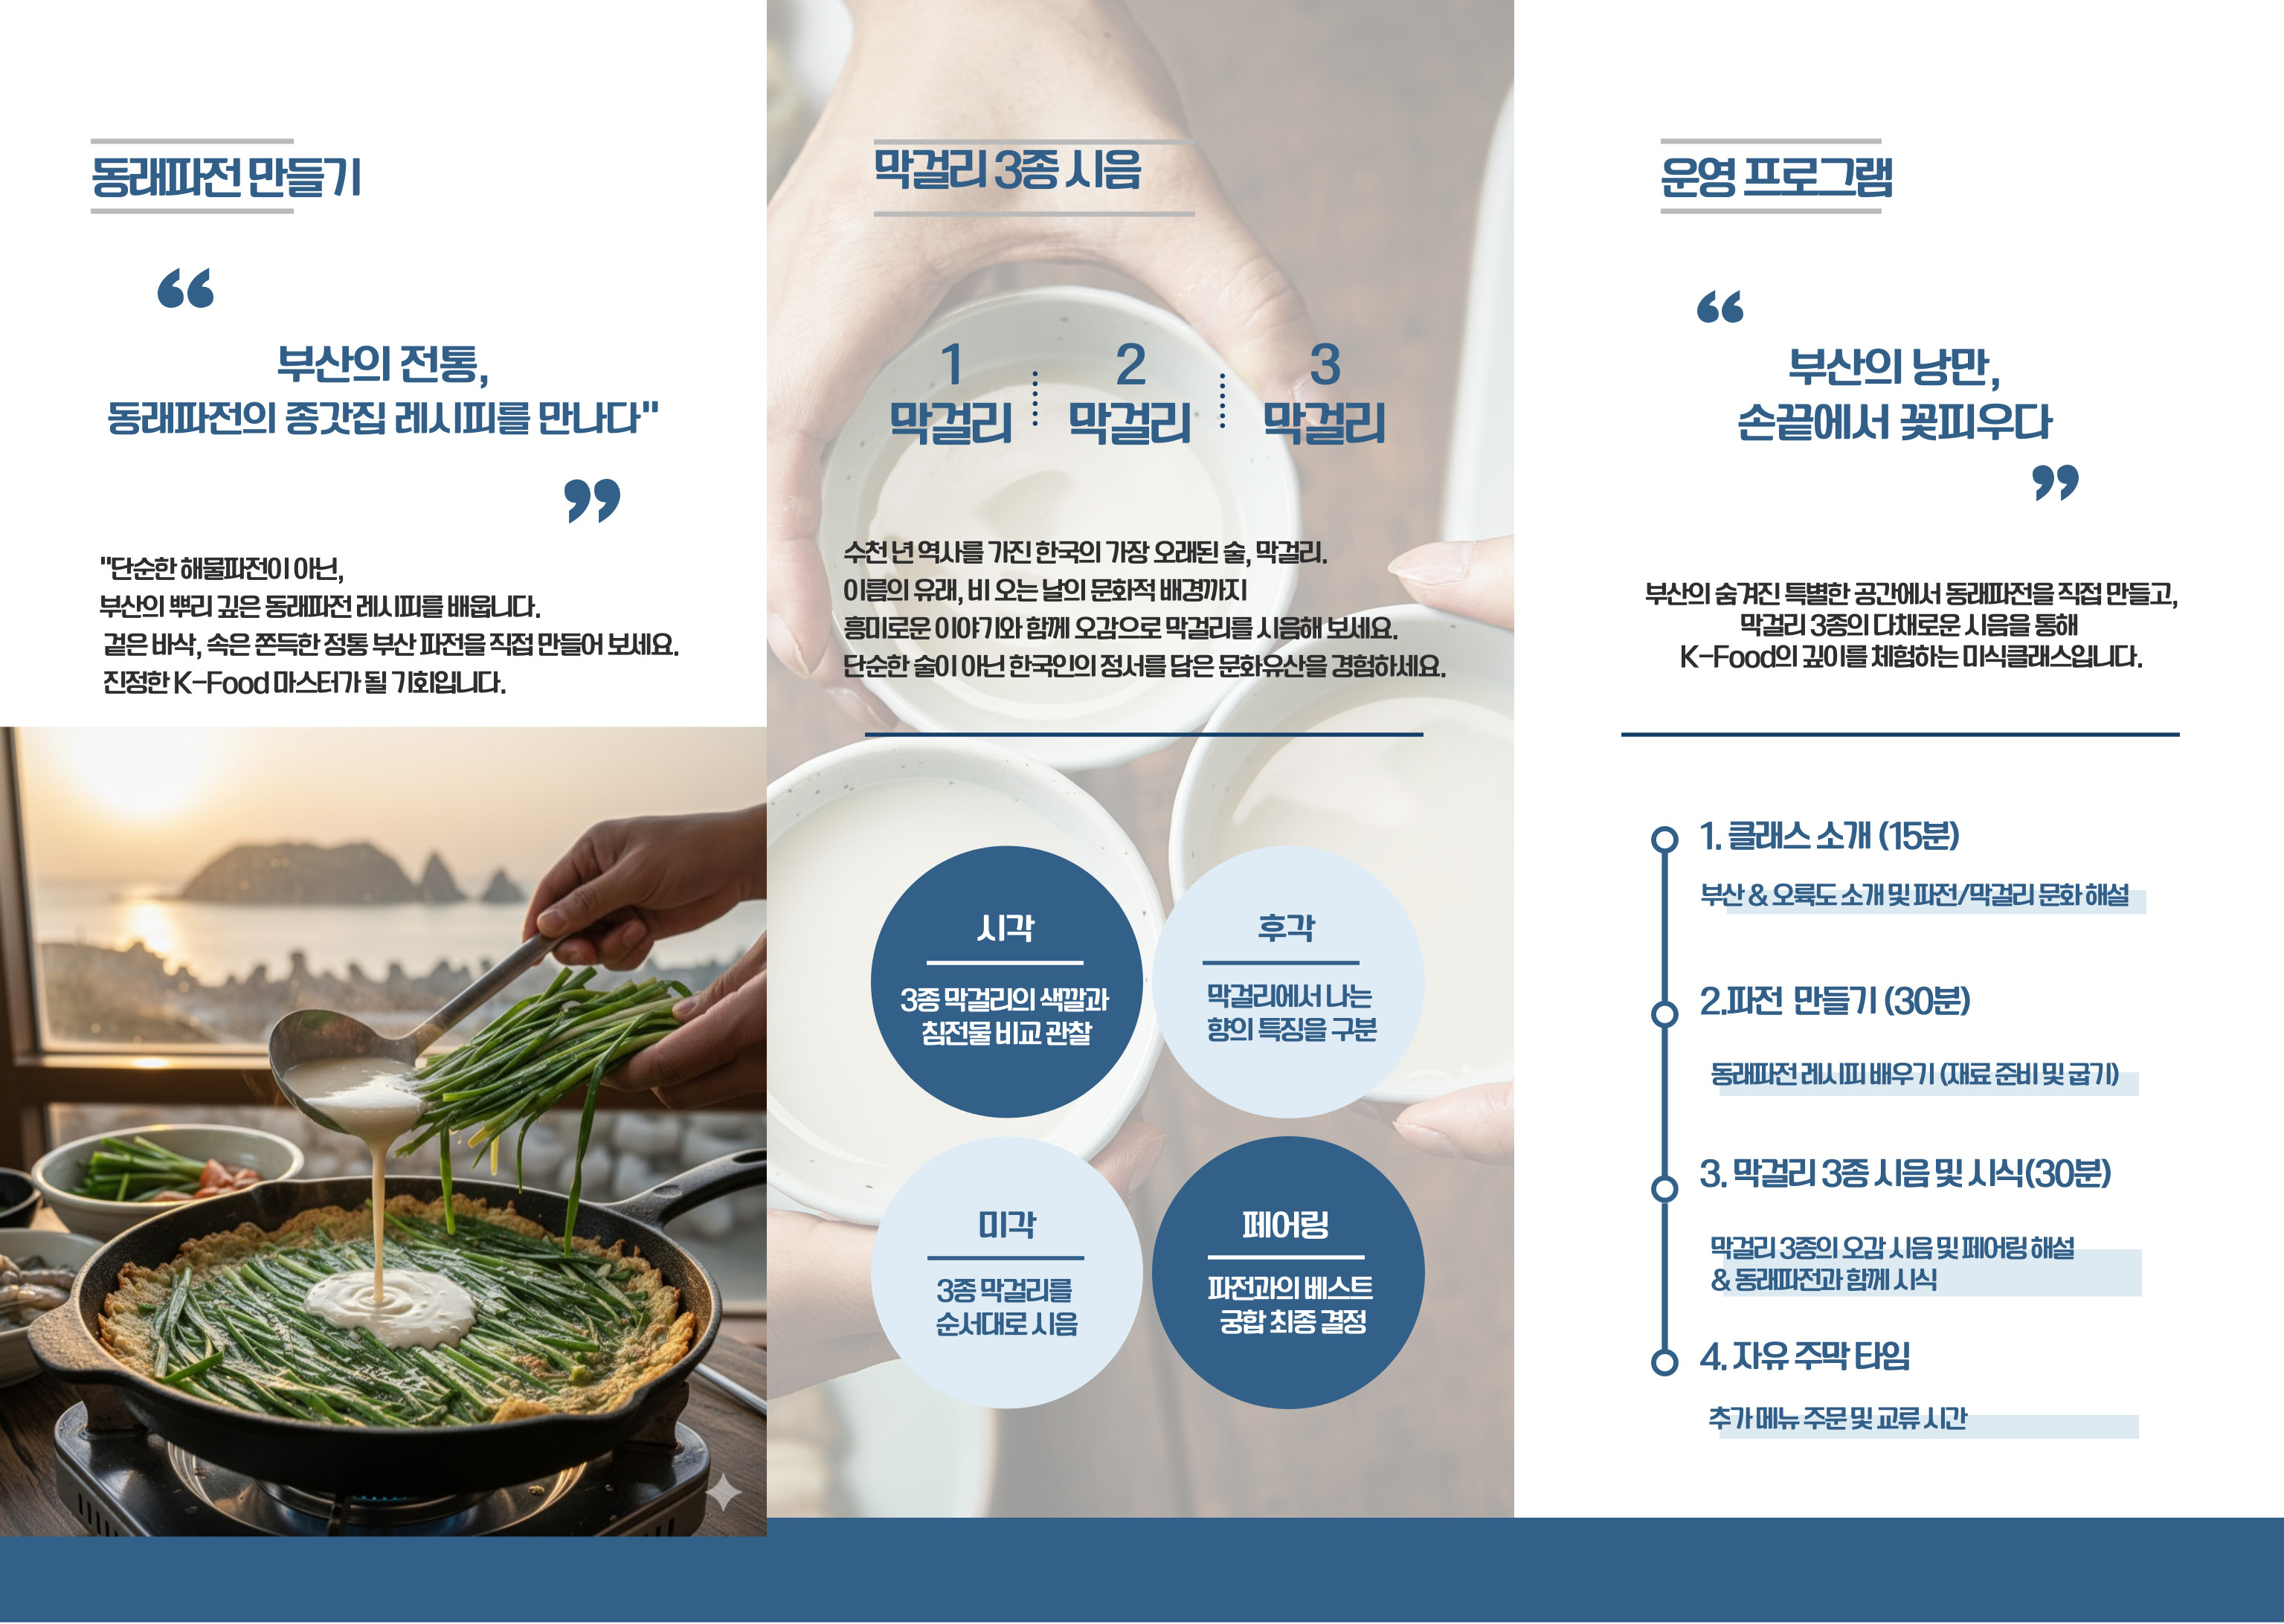 동래파전 만들기
“
부산의 전통,
동래파전의 종갓집 레시피를 만나다"
”
"단순한 해물파전이 아닌,
부산의 뿌리 깊은 동래파전 레시피를 배웁니다.
겉은 바삭, 속은 쫀득한 정통 부산 파전을 직접 만들어 보세요.
진정한 K-Food 마스터가 될 기회입니다.
막걸리 3종 시음
1 2 3
막걸리 막걸리 막걸리
수천 년 역사를 가진 한국의 가장 오래된 술, 막걸리.
이름의 유래, 비 오는 날의 문화적 배경까지
흥미로운 이야기와 함께 오감으로 막걸리를 시음해 보세요.
단순한 술이 아닌 한국인의 정서를 담은 문화유산을 경험하세요.
시각
3종 막걸리의 색깔과
침전물 비교 관찰
후각
막걸리에서 나는
향의 특징을 구분
미각
3종 막걸리를
순서대로 시음
페어링
파전과의 베스트
궁합 최종 결정
운영 프로그램
“
부산의 낭만,
손끝에서 꽃피우다
”
부산의 숨겨진 특별한 공간에서 동래파전을 직접 만들고,
막걸리 3종의 다채로운 시음을 통해
K-Food의 깊이를 체험하는 미식클래스입니다.
1. 클래스 소개 (15분)
부산 & 오륙도 소개 및 파전/막걸리 문화 해설
2.파전 만들기 (30분)
동래파전 레시피 배우기 (재료 준비 및 굽기)
3. 막걸리 3종 시음 및 시식(30분)
막걸리 3종의 오감 시음 및 페어링 해설
& 동래파전과 함께 시식
4. 자유 주막 타임
추가 메뉴 주문 및 교류 시간